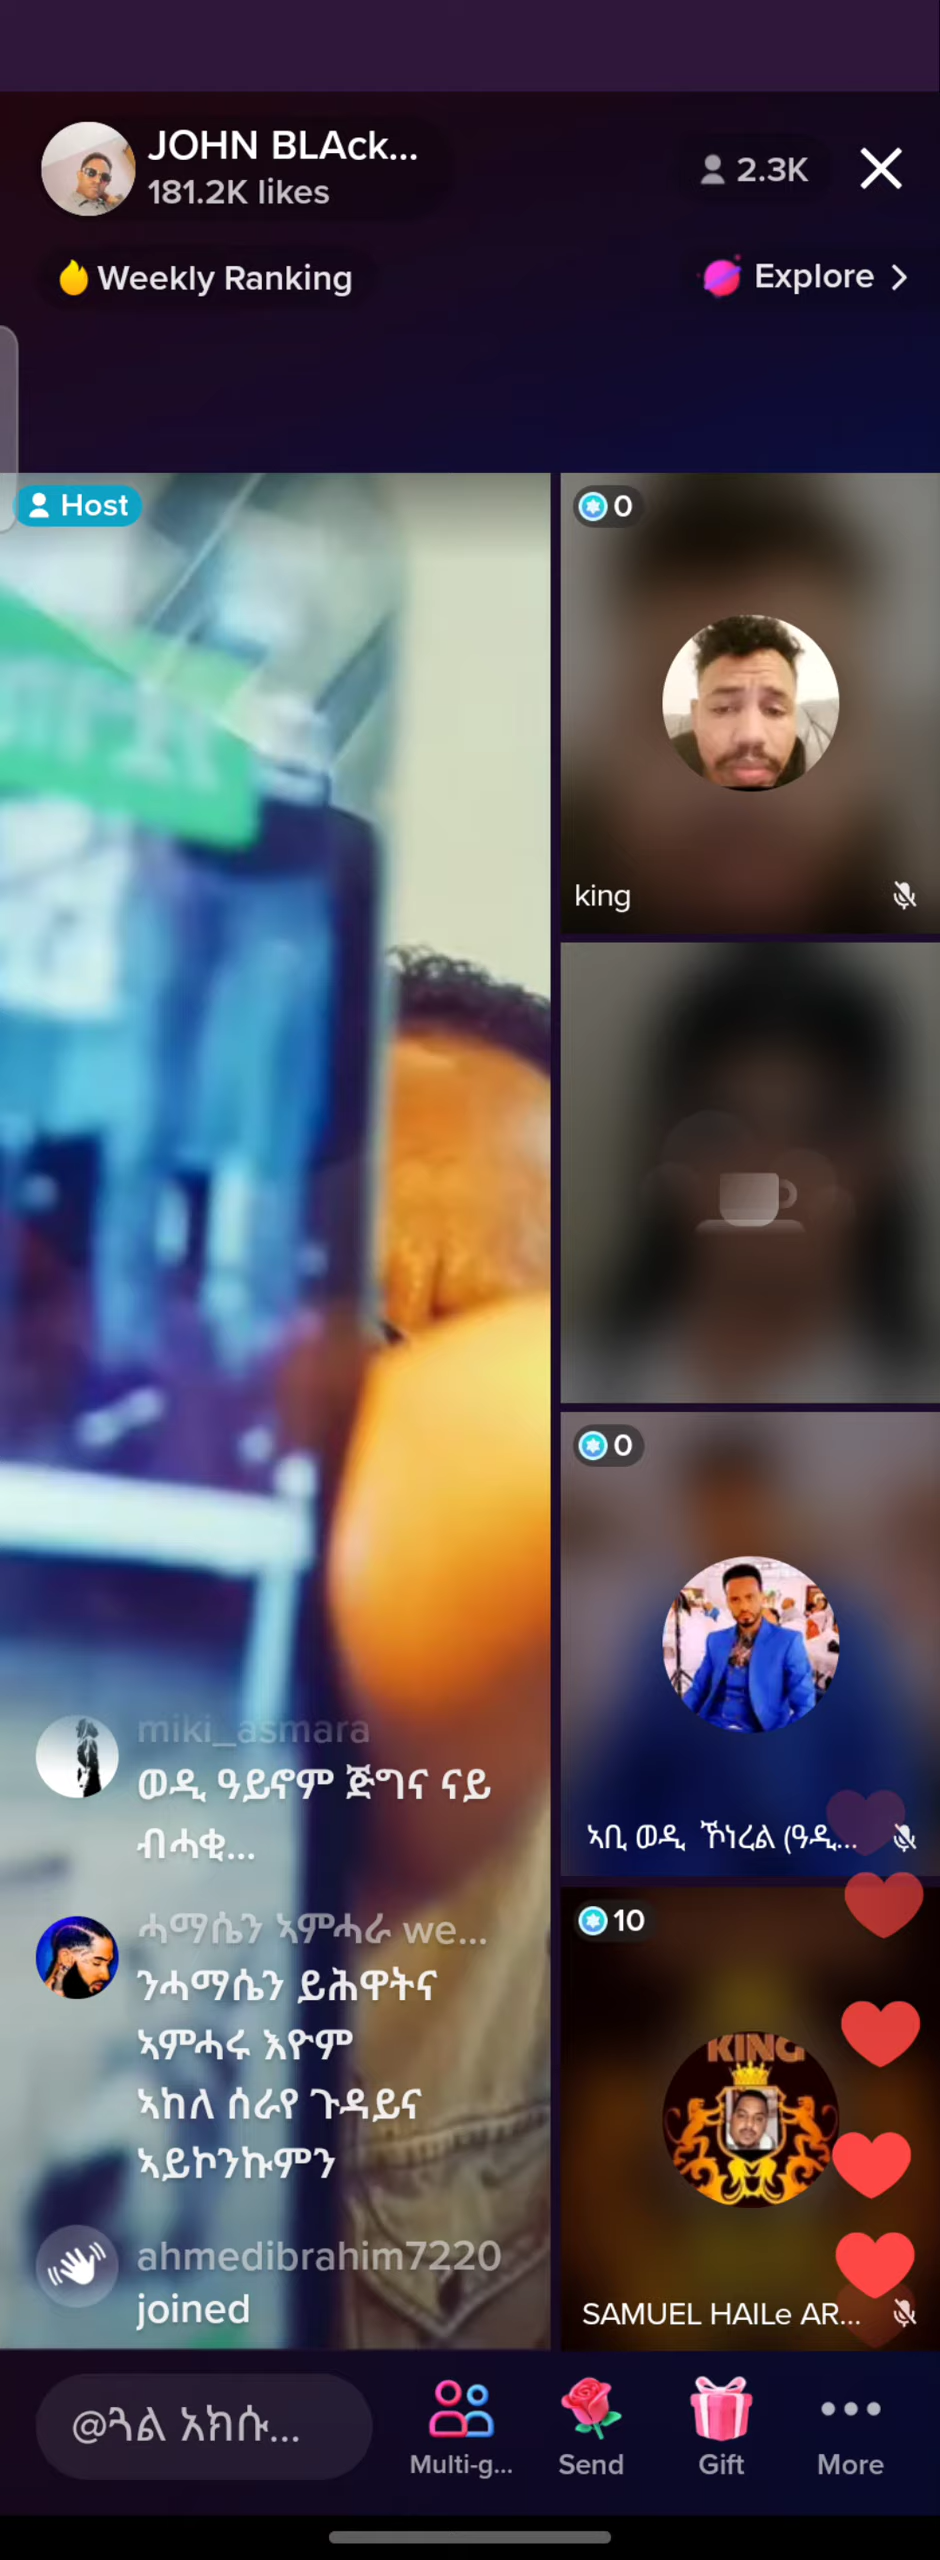 JOHN BLAck...
181.2K likes
2.3K
Weekly Ranking
Explore
Host
0
king
0
ኣቢ ወዲ ኾነረል (ዓዲ...
10
KING
SAMUEL HAILe AR...
miki_asmara
ወዲ ዓይኖም ጅግና ናይ
ብሓቂ...
ሓማሴን ኣምሓራ we...
ንሓማሴን ይሕዋትና
ኣምሓሩ እዮም
ኣከለ ሰራየ ጉዳይና
ኣይኮንኩምን
ahmedibrahim7220
joined
@ጓል አክሱ...
Multi-g...
Send
Gift
More